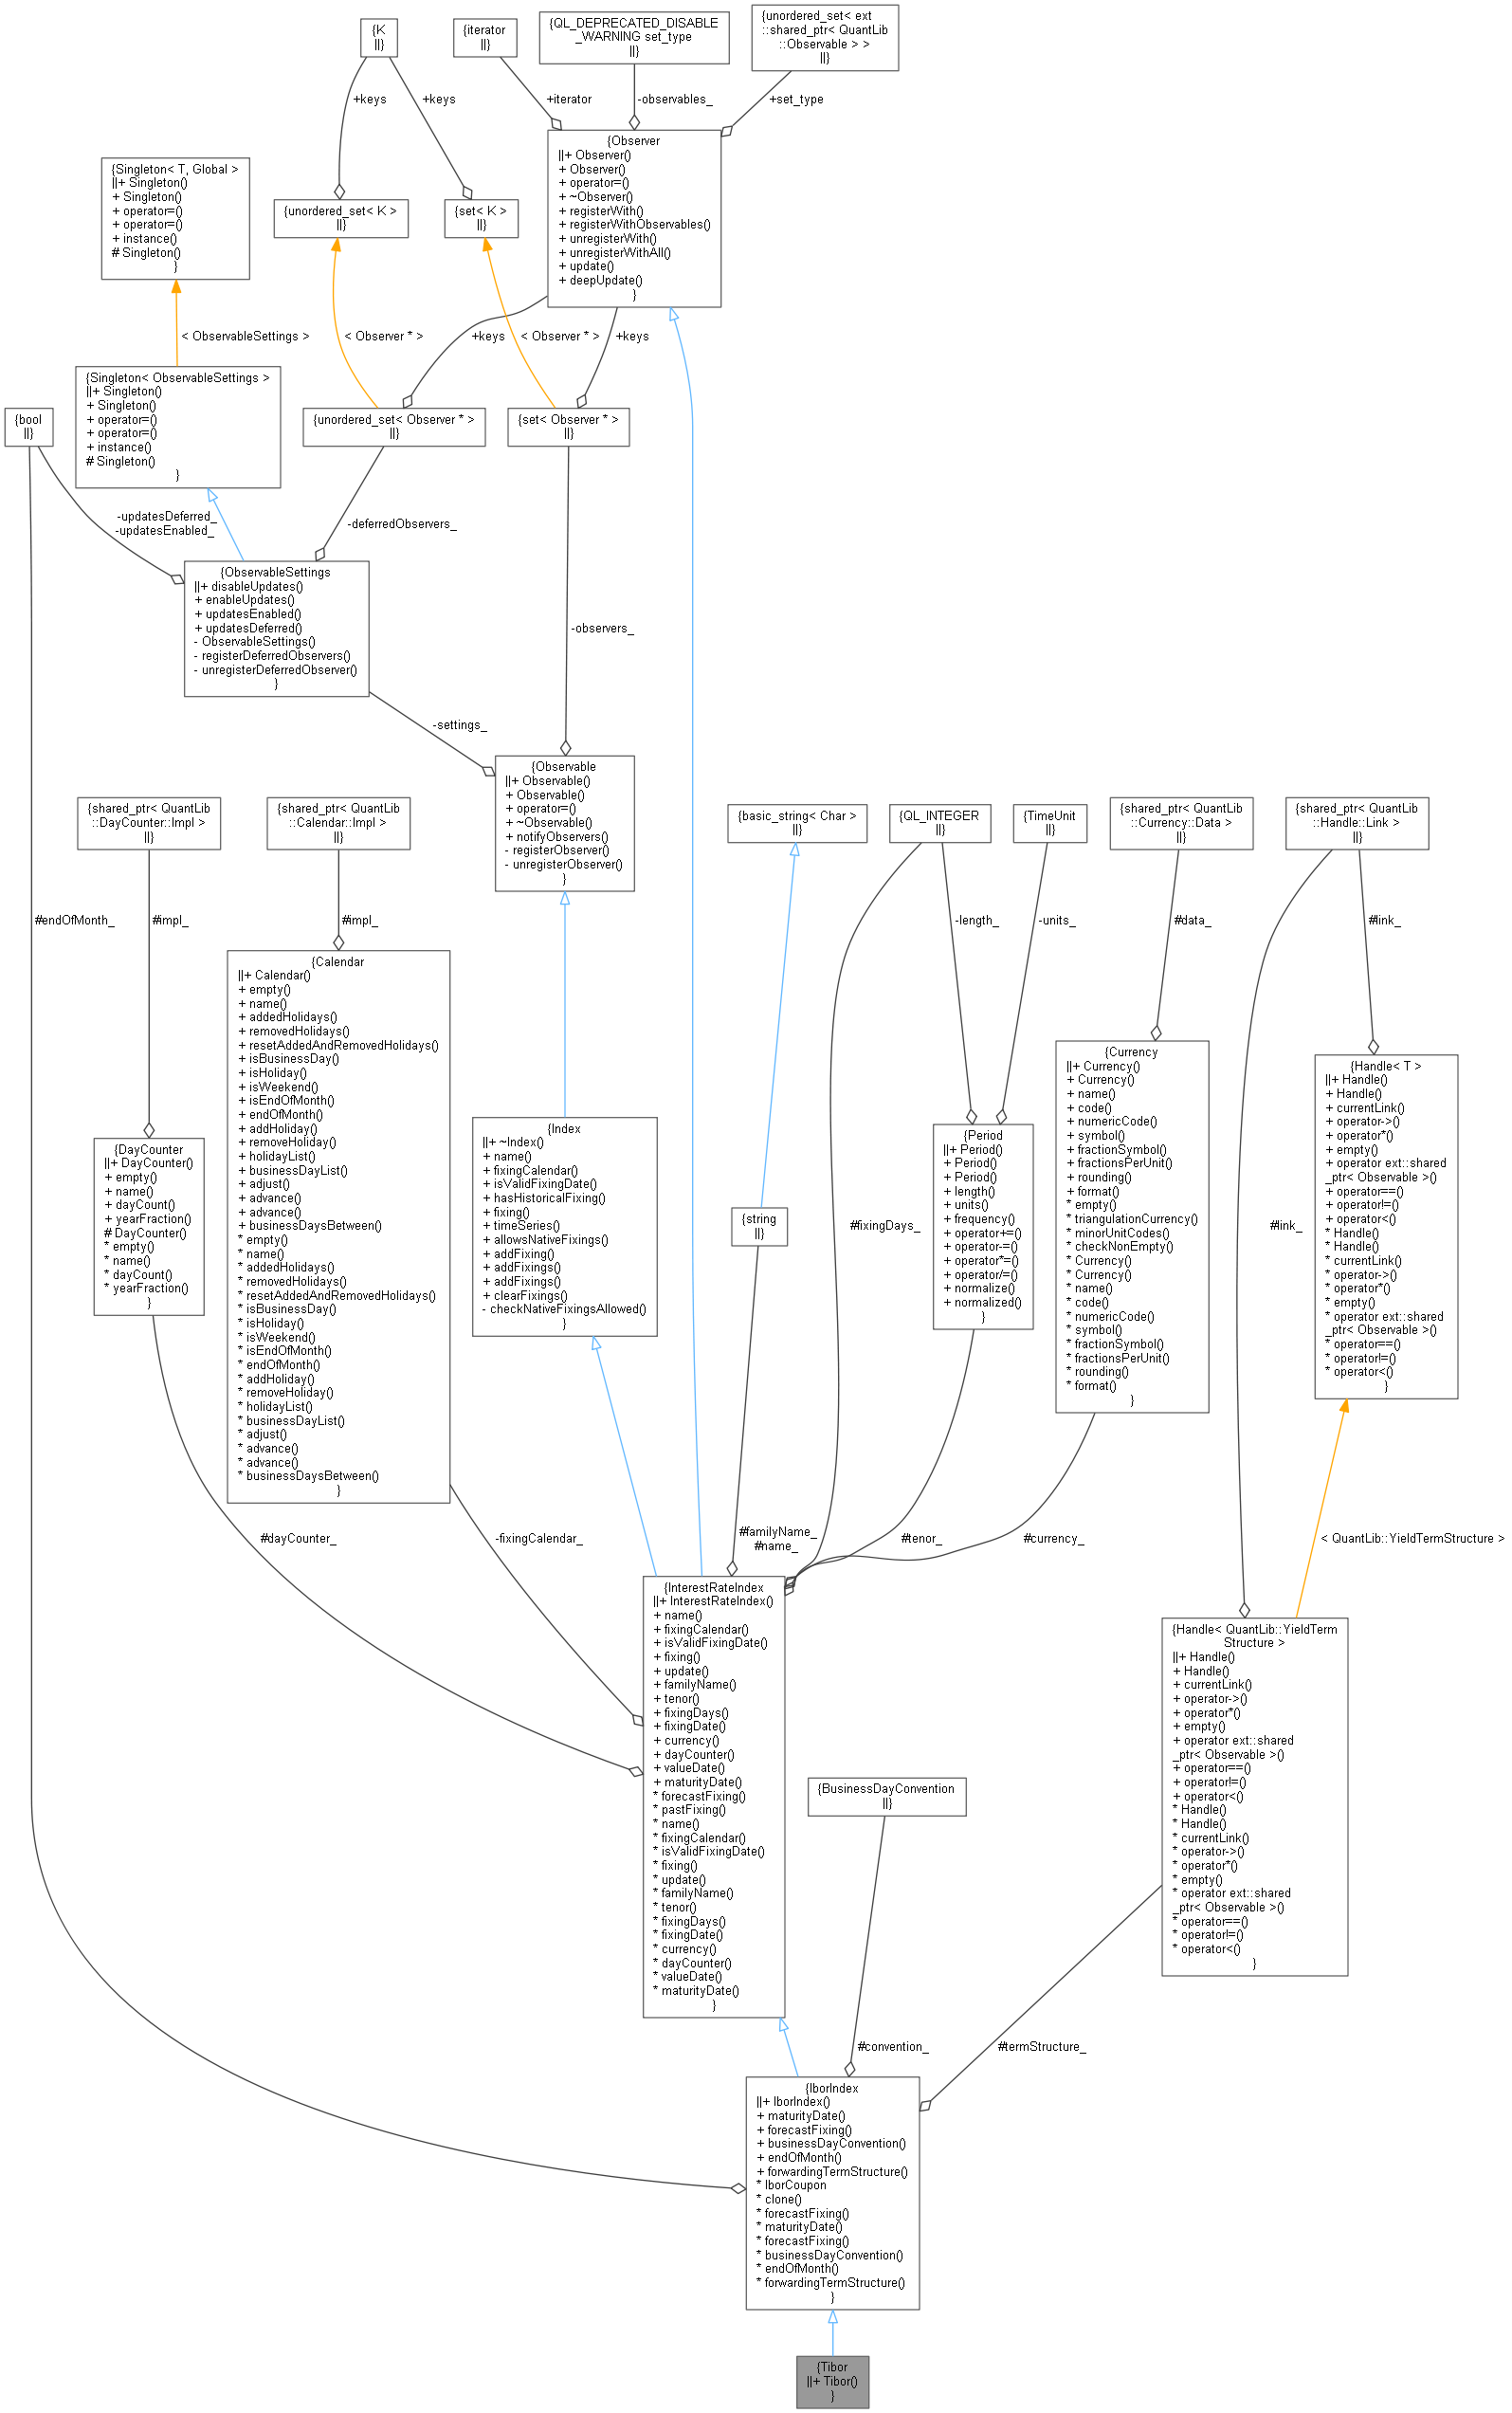 {K
||}
{iterator
||}
{QL_DEPRECATED_DISABLE
_WARNING set_type
||}
{unordered_set< ext
::shared_ptr< QuantLib
::Observable > >
||}
+keys
+keys
+iterator
-observables_
+set_type
{Singleton< T, Global >
||+ Singleton()
+ Singleton()
+ operator=()
+ operator=()
+ instance()
# Singleton()
}
{unordered_set< K >
||}
{set< K >
||}
{Observer
||+ Observer()
+ Observer()
+ operator=()
+ ~Observer()
+ registerWith()
+ registerWithObservables()
+ unregisterWith()
+ unregisterWithAll()
+ update()
+ deepUpdate()
}
< ObservableSettings >
< Observer * >
+keys
< Observer * >
+keys
{Singleton< ObservableSettings >
||+ Singleton()
+ Singleton()
+ operator=()
+ operator=()
+ instance()
# Singleton()
}
{bool
||}
{unordered_set< Observer * >
||}
{set< Observer * >
||}
-updatesDeferred_
-updatesEnabled_
-deferredObservers_
{ObservableSettings
||+ disableUpdates()
+ enableUpdates()
+ updatesEnabled()
+ updatesDeferred()
- ObservableSettings()
- registerDeferredObservers()
- unregisterDeferredObserver()
}
-observers_
-settings_
{Observable
||+ Observable()
+ Observable()
+ operator=()
+ ~Observable()
+ notifyObservers()
- registerObserver()
- unregisterObserver()
}
{shared_ptr< QuantLib
::DayCounter::Impl >
||}
{shared_ptr< QuantLib
::Calendar::Impl >
||}
{basic_string< Char >
||}
{QL_INTEGER
||}
{TimeUnit
||}
{shared_ptr< QuantLib
::Currency::Data >
||}
{shared_ptr< QuantLib
::Handle::Link >
||}
#endOfMonth_
#impl_
#impl_
-length_
-units_
#data_
#link_
{Calendar
||+ Calendar()
+ empty()
+ name()
+ addedHolidays()
+ removedHolidays()
+ resetAddedAndRemovedHolidays()
+ isBusinessDay()
+ isHoliday()
+ isWeekend()
+ isEndOfMonth()
+ endOfMonth()
+ addHoliday()
+ removeHoliday()
+ holidayList()
+ businessDayList()
+ adjust()
+ advance()
+ advance()
+ businessDaysBetween()
* empty()
* name()
* addedHolidays()
* removedHolidays()
* resetAddedAndRemovedHolidays()
* isBusinessDay()
* isHoliday()
* isWeekend()
* isEndOfMonth()
* endOfMonth()
* addHoliday()
* removeHoliday()
* holidayList()
* businessDayList()
* adjust()
* advance()
* advance()
* businessDaysBetween()
}
{DayCounter
||+ DayCounter()
+ empty()
+ name()
+ dayCount()
+ yearFraction()
# DayCounter()
* empty()
* name()
* dayCount()
* yearFraction()
}
{Index
||+ ~Index()
+ name()
+ fixingCalendar()
+ isValidFixingDate()
+ hasHistoricalFixing()
+ fixing()
+ timeSeries()
+ allowsNativeFixings()
+ addFixing()
+ addFixings()
+ addFixings()
+ clearFixings()
- checkNativeFixingsAllowed()
}
{string
||}
#fixingDays_
{Period
||+ Period()
+ Period()
+ Period()
+ length()
+ units()
+ frequency()
+ operator+=()
+ operator-=()
+ operator*=()
+ operator/=()
+ normalize()
+ normalized()
}
{Currency
||+ Currency()
+ Currency()
+ name()
+ code()
+ numericCode()
+ symbol()
+ fractionSymbol()
+ fractionsPerUnit()
+ rounding()
+ format()
* empty()
* triangulationCurrency()
* minorUnitCodes()
* checkNonEmpty()
* Currency()
* Currency()
* name()
* code()
* numericCode()
* symbol()
* fractionSymbol()
* fractionsPerUnit()
* rounding()
* format()
}
#link_
{Handle< T >
||+ Handle()
+ Handle()
+ currentLink()
+ operator->()
+ operator*()
+ empty()
+ operator ext::shared
_ptr< Observable >()
+ operator==()
+ operator!=()
+ operator<()
* Handle()
* Handle()
* currentLink()
* operator->()
* operator*()
* empty()
* operator ext::shared
_ptr< Observable >()
* operator==()
* operator!=()
* operator<()
}
#dayCounter_
-fixingCalendar_
#familyName_
#name_
#tenor_
#currency_
< QuantLib::YieldTermStructure >
{InterestRateIndex
||+ InterestRateIndex()
+ name()
+ fixingCalendar()
+ isValidFixingDate()
+ fixing()
+ update()
+ familyName()
+ tenor()
+ fixingDays()
+ fixingDate()
+ currency()
+ dayCounter()
+ valueDate()
+ maturityDate()
* forecastFixing()
* pastFixing()
* name()
* fixingCalendar()
* isValidFixingDate()
* fixing()
* update()
* familyName()
* tenor()
* fixingDays()
* fixingDate()
* currency()
* dayCounter()
* valueDate()
* maturityDate()
}
{Handle< QuantLib::YieldTerm
Structure >
||+ Handle()
+ Handle()
+ currentLink()
+ operator->()
+ operator*()
+ empty()
+ operator ext::shared
_ptr< Observable >()
+ operator==()
+ operator!=()
+ operator<()
* Handle()
* Handle()
* currentLink()
* operator->()
* operator*()
* empty()
* operator ext::shared
_ptr< Observable >()
* operator==()
* operator!=()
* operator<()
}
{BusinessDayConvention
||}
#convention_
#termStructure_
{IborIndex
||+ IborIndex()
+ maturityDate()
+ forecastFixing()
+ businessDayConvention()
+ endOfMonth()
+ forwardingTermStructure()
* IborCoupon
* clone()
* forecastFixing()
* maturityDate()
* forecastFixing()
* businessDayConvention()
* endOfMonth()
* forwardingTermStructure()
}
{Tibor
||+ Tibor()
}